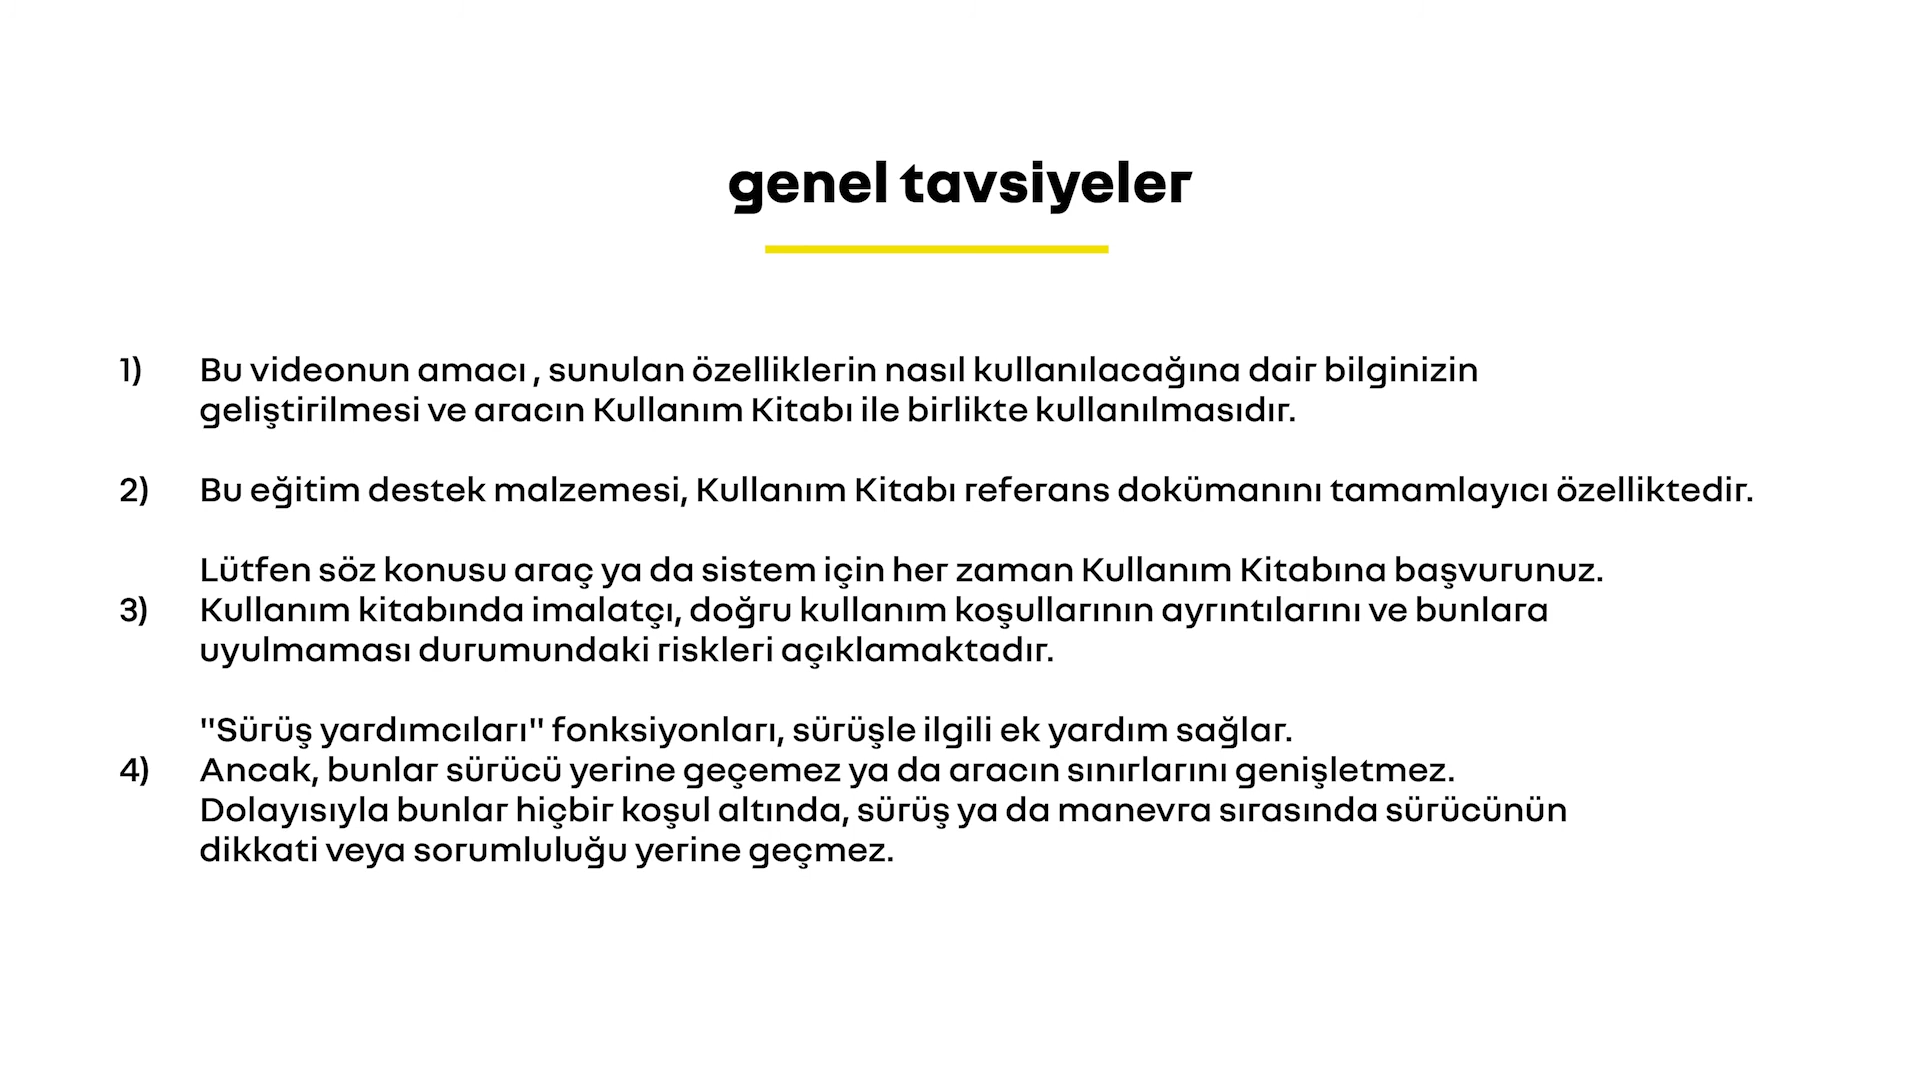 genel tavsiyeler
1) Bu videonun amacı , sunulan özelliklerin nasıl kullanılacağına dair bilginizin
geliştirilmesi ve aracın Kullanım Kitabı ile birlikte kullanılmasıdır.
2) Bu eğitim destek malzemesi, Kullanım Kitabı referans dokümanını tamamlayıcı özelliktedir.
Lütfen söz konusu araç ya da sistem için her zaman Kullanım Kitabına başvurunuz.
3) Kullanım kitabında imalatçı, doğru kullanım koşullarının ayrıntılarını ve bunlara
uyulmaması durumundaki riskleri açıklamaktadır.
"Sürüş yardımcıları" fonksiyonları, sürüşle ilgili ek yardım sağlar.
4) Ancak, bunlar sürücü yerine geçemez ya da aracın sınırlarını genişletmez.
Dolayısıyla bunlar hiçbir koşul altında, sürüş ya da manevra sırasında sürücünün
dikkati veya sorumluluğu yerine geçmez.